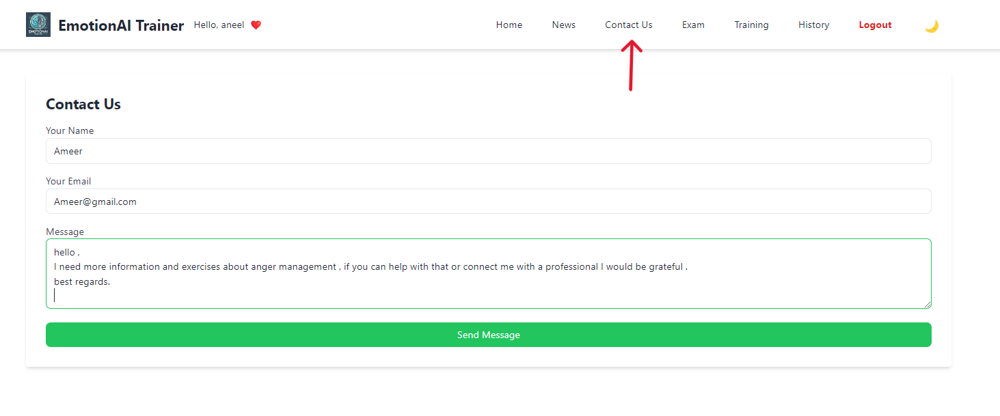 EMOTIONAI
EmotionAI Trainer
Hello, aneel
Home
News
Contact Us
Exam
Training
History
Logout
Contact Us
Your Name
Ameer
Your Email
Ameer@gmail.com
Message
hello ,
I need more information and exercises about anger management , if you can help with that or connect me with a professional I would be grateful .
best regards.
Send Message